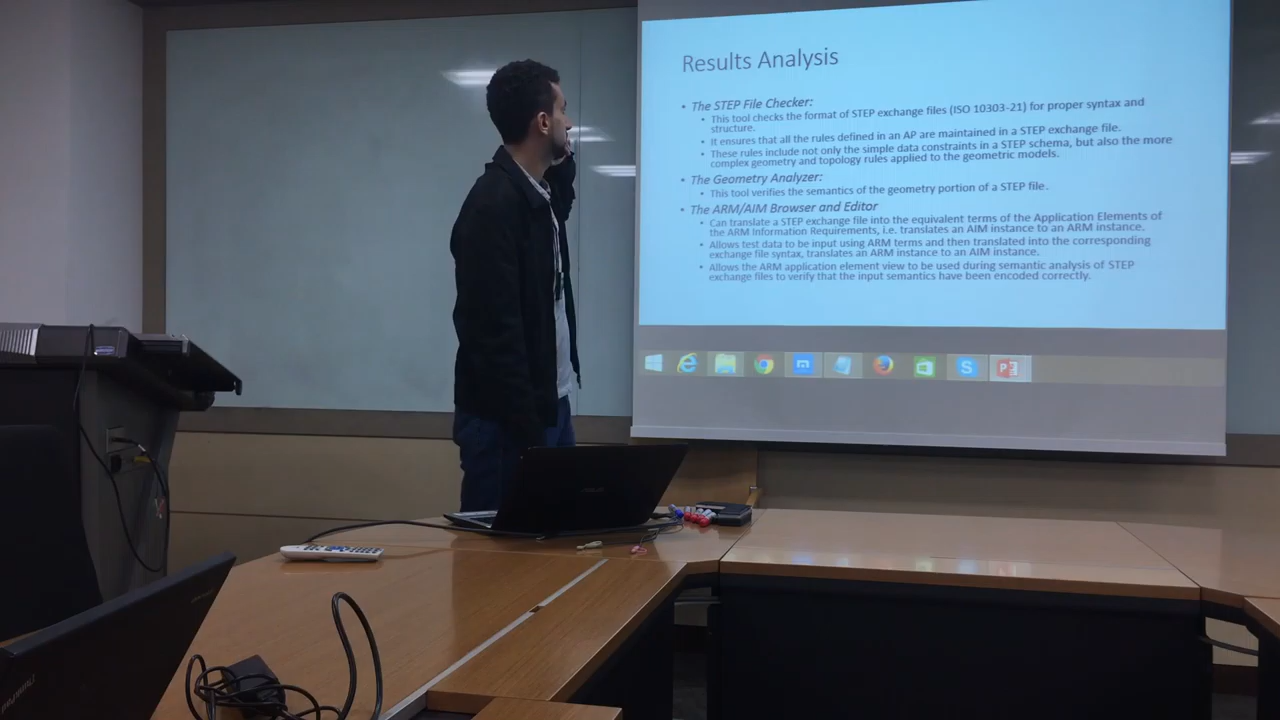 Results Analysis
• The STEP File Checker:
• This tool checks the format of STEP exchange files (ISO 10303-21) for proper syntax and
structure.
• It ensures that all the rules defined in an AP are maintained in a STEP exchange file.
• These rules include not only the simple data constraints in a STEP schema, but also the more
complex geometry and topology rules applied to the geometric models.
• The Geometry Analyzer:
• This tool verifies the semantics of the geometry portion of a STEP file.
• The ARM/AIM Browser and Editor
• Can translate a STEP exchange file into the equivalent terms of the Application Elements of
the ARM Information Requirements, i.e. translates an AIM instance to an ARM instance.
• Allows test data to be input using ARM terms and then translated into the corresponding
exchange file syntax, translates an ARM instance to an AIM instance.
• Allows the ARM application element view to be used during semantic analysis of STEP
exchange files to verify that the input semantics have been encoded correctly.
ASUS
ThinkPad